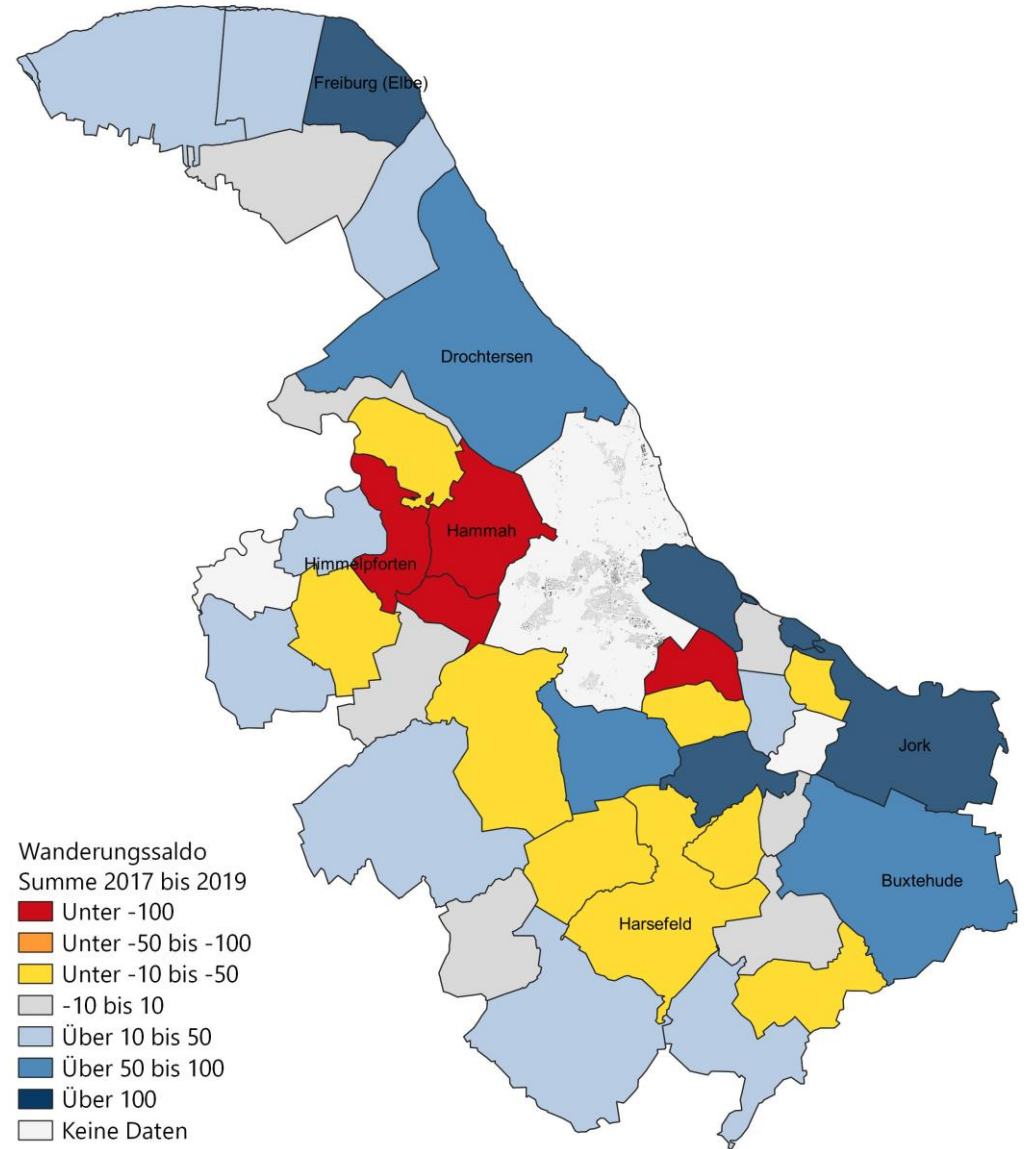 Freiburg (Elbe)
Drochtersen
Hammah
Himmelpforten
Jork
Buxtehude
Harsefeld
Wanderungssaldo
Summe 2017 bis 2019
Unter -100
Unter -50 bis -100
Unter -10 bis -50
-10 bis 10
Über 10 bis 50
Über 50 bis 100
Über 100
Keine Daten